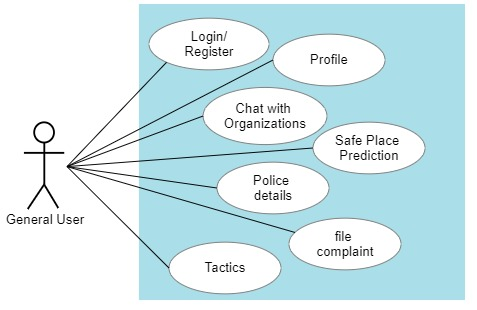 Login/
Register
Profile
Chat with
Organizations
Safe Place
Prediction
Police
details
General User
file
complaint
Tactics